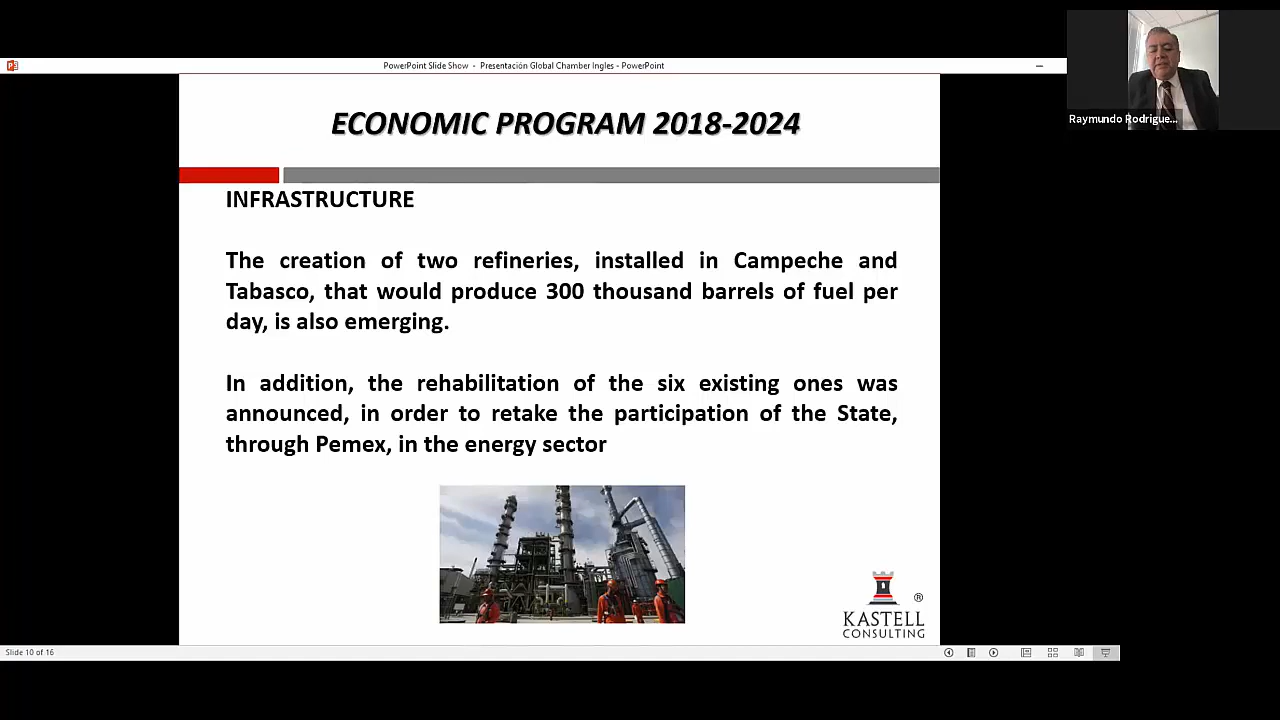 PowerPoint Slide Show - Presentación Global Chamber Ingles - PowerPoint
Raymundo Rodrigue...
ECONOMIC PROGRAM 2018-2024
INFRASTRUCTURE
The creation of two refineries, installed in Campeche and
Tabasco, that would produce 300 thousand barrels of fuel per
day, is also emerging.
In addition, the rehabilitation of the six existing ones was
announced, in order to retake the participation of the State,
through Pemex, in the energy sector
®
KASTELL
CONSULTING
Slide 10 of 16